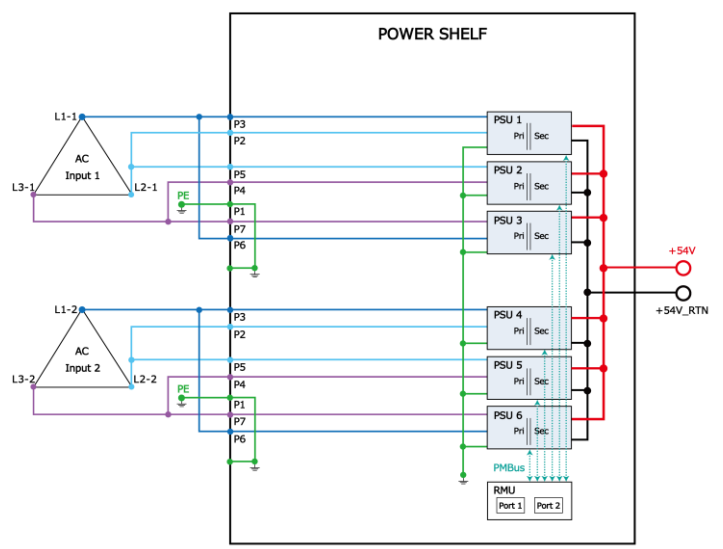 POWER SHELF
L1-1
P3
PSU 1
P2
Pri
Sec
AC
Input 1
P5
PSU 2
L3-1
L2-1
PE
P4
Pri
Sec
P1
PSU 3
P7
Pri
Sec
P6
+54V
L1-2
P3
PSU 4
+54V_RTN
P2
Pri
Sec
AC
Input 2
P5
PSU 5
L3-2
L2-2
PE
P4
Pri
Sec
P1
PSU 6
P7
Pri
Sec
P6
PMBus
RMU
Port 1
Port 2